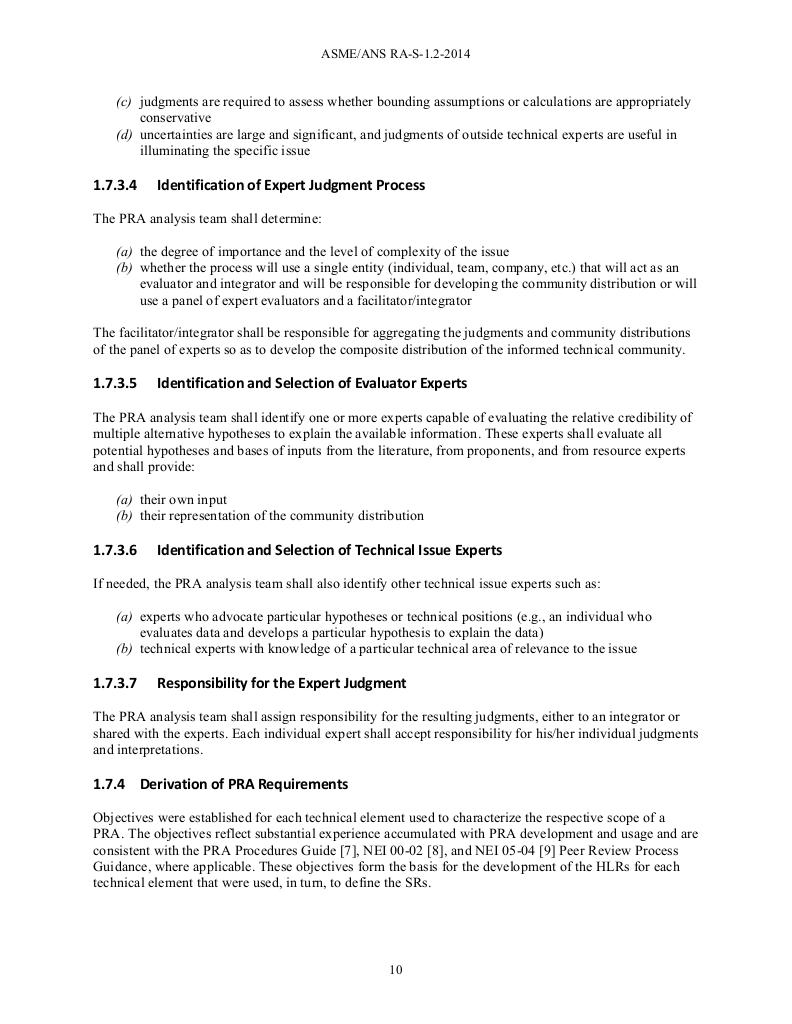 ASME/ANS RA-S-1.2-2014
(c) judgments are required to assess whether bounding assumptions or calculations are appropriately
conservative
(d) uncertainties are large and significant, and judgments of outside technical experts are useful in
illuminating the specific issue
1.7.3.4 Identification of Expert Judgment Process
The PRA analysis team shall determine:
(a) the degree of importance and the level of complexity of the issue
(b) whether the process will use a single entity (individual, team, company, etc.) that will act as an
evaluator and integrator and will be responsible for developing the community distribution or will
use a panel of expert evaluators and a facilitator/integrator
The facilitator/integrator shall be responsible for aggregating the judgments and community distributions
of the panel of experts so as to develop the composite distribution of the informed technical community.
1.7.3.5 Identification and Selection of Evaluator Experts
The PRA analysis team shall identify one or more experts capable of evaluating the relative credibility of
multiple alternative hypotheses to explain the available information. These experts shall evaluate all
potential hypotheses and bases of inputs from the literature, from proponents, and from resource experts
and shall provide:
(a) their own input
(b) their representation of the community distribution
1.7.3.6 Identification and Selection of Technical Issue Experts
If needed, the PRA analysis team shall also identify other technical issue experts such as:
(a) experts who advocate particular hypotheses or technical positions (e.g., an individual who
evaluates data and develops a particular hypothesis to explain the data)
(b) technical experts with knowledge of a particular technical area of relevance to the issue
1.7.3.7 Responsibility for the Expert Judgment
The PRA analysis team shall assign responsibility for the resulting judgments, either to an integrator or
shared with the experts. Each individual expert shall accept responsibility for his/her individual judgments
and interpretations.
1.7.4 Derivation of PRA Requirements
Objectives were established for each technical element used to characterize the respective scope of a
PRA. The objectives reflect substantial experience accumulated with PRA development and usage and are
consistent with the PRA Procedures Guide [7], NEI 00-02 [8], and NEI 05-04 [9] Peer Review Process
Guidance, where applicable. These objectives form the basis for the development of the HLRs for each
technical element that were used, in turn, to define the SRs.
10